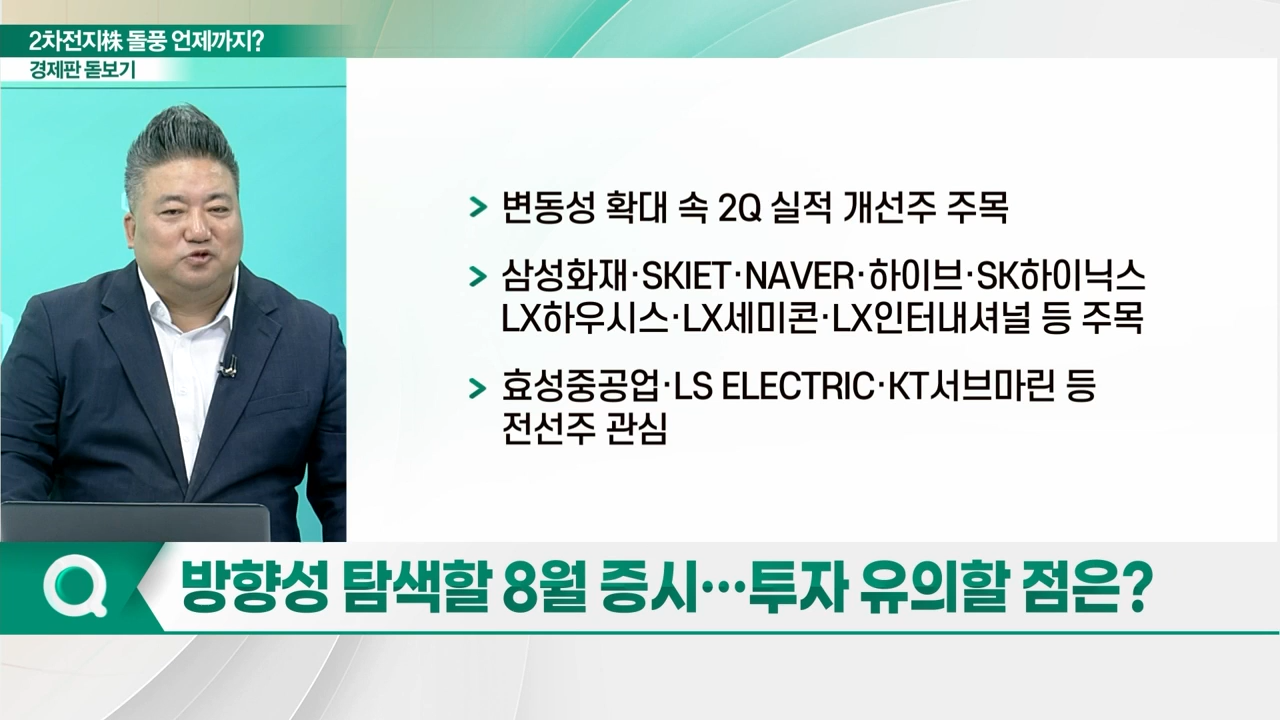 2차전지株 돌풍 언제까지?
경제판 돋보기
> 변동성 확대 속 2Q 실적 개선주 주목
> 삼성화재·SKIET·NAVER·하이브·SK하이닉스
LX하우시스·LX세미콘·LX인터내셔널 등 주목
> 효성중공업·LS ELECTRIC·KT서브마린 등
전선주 관심
Q 방향성 탐색할 8월 증시…투자 유의할 점은?